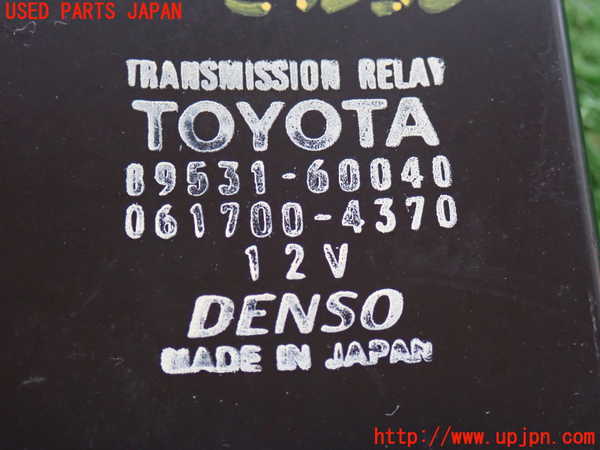 USED PARTS JAPAN
TRANSMISSION RELAY
TOYOTA
89531-60040
061700-4370
12V
DENSO
MADE IN JAPAN
http://www.upjpn.com/